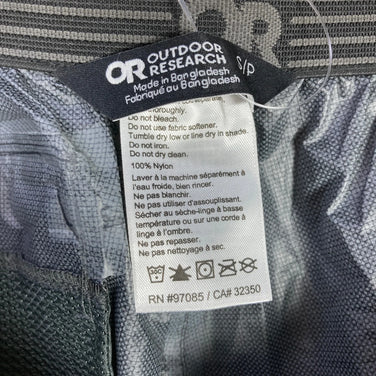 OR
OR OUTDOOR
RESEARCH
S/P
Made in Bangladesh
Fabriqué au Bangladesh
thoroughly.
Do not bleach.
Do not use fabric softener.
Tumble dry low or line dry in shade.
Do not iron.
Do not dry clean.
100% Nylon
Laver à la machine séparément à
l'eau froide, bien rincer.
Ne pas blanchir.
Ne pas utiliser d'assouplissant.
Sécher au sèche-linge à basse
température ou sur une corde à
linge à l'ombre.
Ne pas repasser.
Ne pas nettoyage à sec.
RN #97085 / CA# 32350